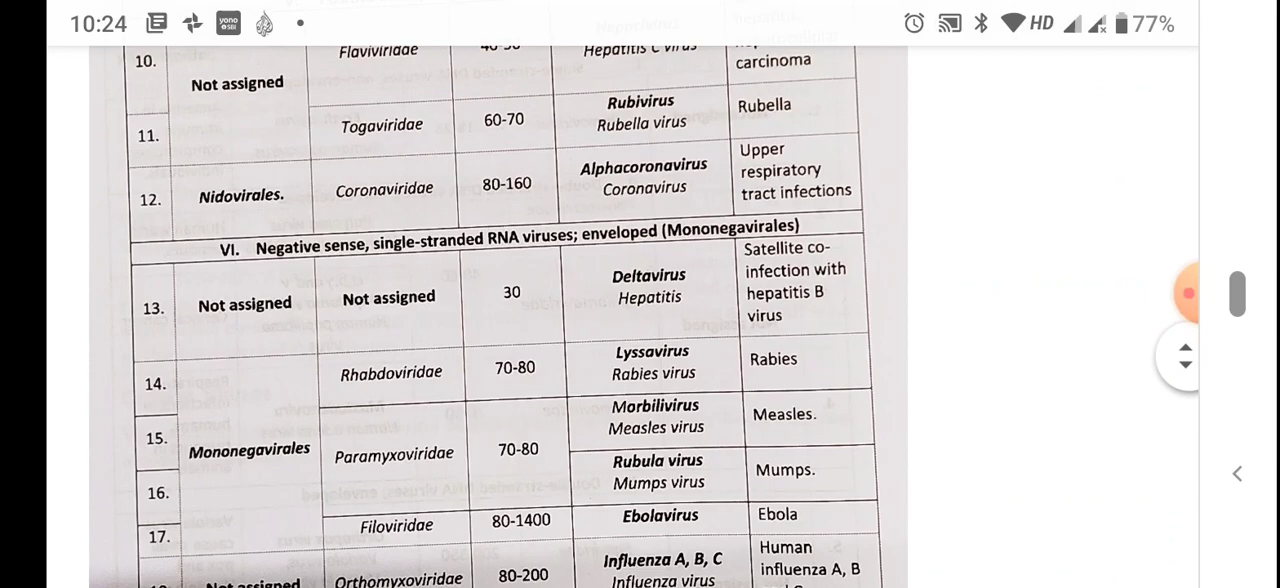 10:24 yono SBI HD 77%
10. Flaviviridae 40-50 Hepatitis C virus carcinoma
Not assigned
11. Togaviridae 60-70 Rubivirus Rubella
Rubella virus
12. Nidovirales. Coronaviridae 80-160 Alphacoronavirus Upper
Coronavirus respiratory
tract infections
VI. Negative sense, single-stranded RNA viruses; enveloped (Mononegavirales)
13. Not assigned Not assigned 30 Deltavirus Satellite co-
Hepatitis infection with
hepatitis B
virus
14. Rhabdoviridae 70-80 Lyssavirus Rabies
Rabies virus
15. Mononegavirales Paramyxoviridae 70-80 Morbilivirus Measles.
Measles virus
16. Rubula virus Mumps.
Mumps virus
17. Filoviridae 80-1400 Ebolavirus Ebola
Not assigned Orthomyxoviridae 80-200 Influenza A, B, C Human
Influenza virus influenza A, B